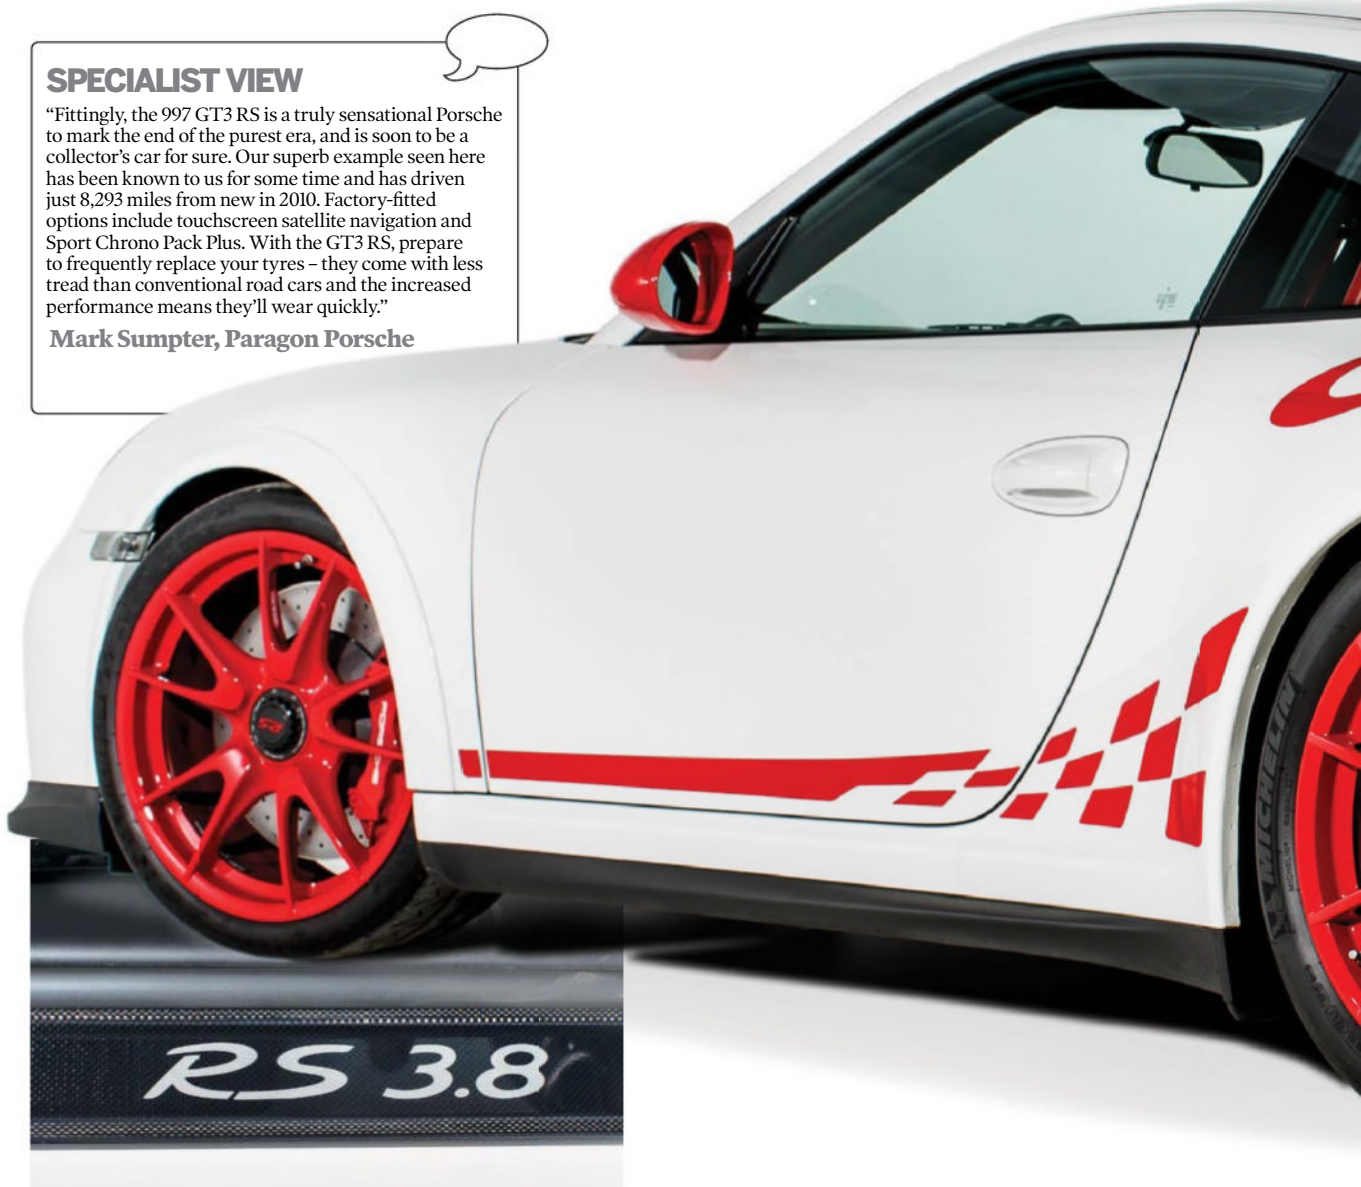 SPECIALIST VIEW
“Fittingly, the 997 GT3 RS is a truly sensational Porsche
to mark the end of the purest era, and is soon to be a
collector’s car for sure. Our superb example seen here
has been known to us for some time and has driven
just 8,293 miles from new in 2010. Factory-fitted
options include touchscreen satellite navigation and
Sport Chrono Pack Plus. With the GT3 RS, prepare
to frequently replace your tyres – they come with less
tread than conventional road cars and the increased
performance means they’ll wear quickly.”
Mark Sumpter, Paragon Porsche
MICHELIN
RS 3.8